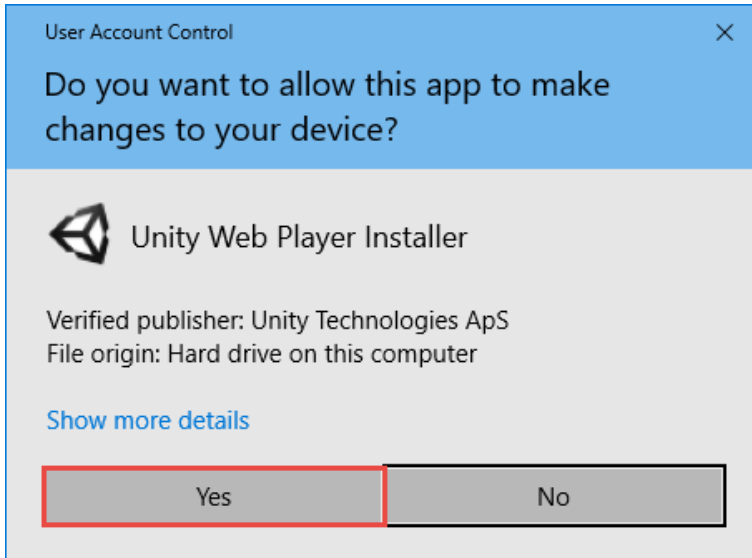 User Account Control
Do you want to allow this app to make
changes to your device?
Unity Web Player Installer
Verified publisher: Unity Technologies ApS
File origin: Hard drive on this computer
Show more details
Yes
No